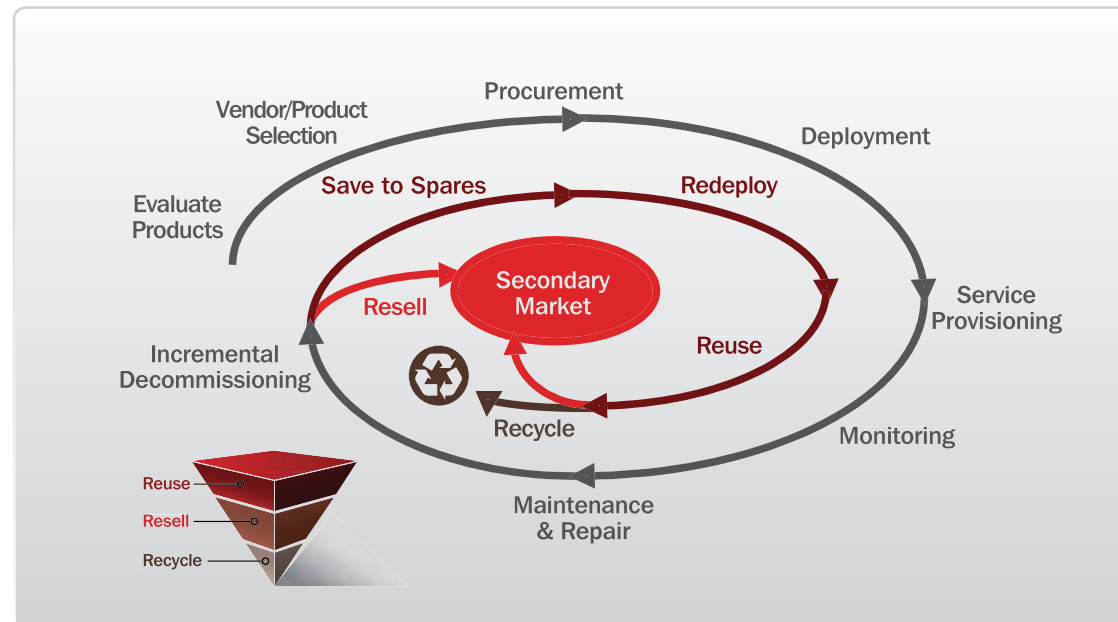 Procurement
Vendor/Product
Selection
Deployment
Save to Spares
Redeploy
Evaluate
Products
Secondary
Market
Resell
Service
Provisioning
Reuse
Incremental
Decommissioning
Recycle
Monitoring
Maintenance
& Repair
Reuse
Resell
Recycle